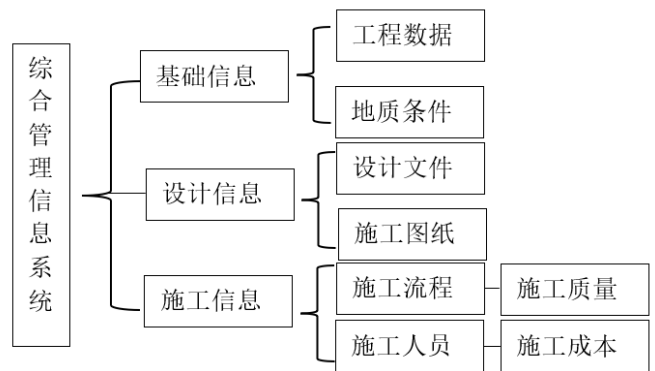 综合管理信息系统
基础信息
工程数据
地质条件
设计信息
设计文件
施工图纸
施工信息
施工流程
施工质量
施工人员
施工成本